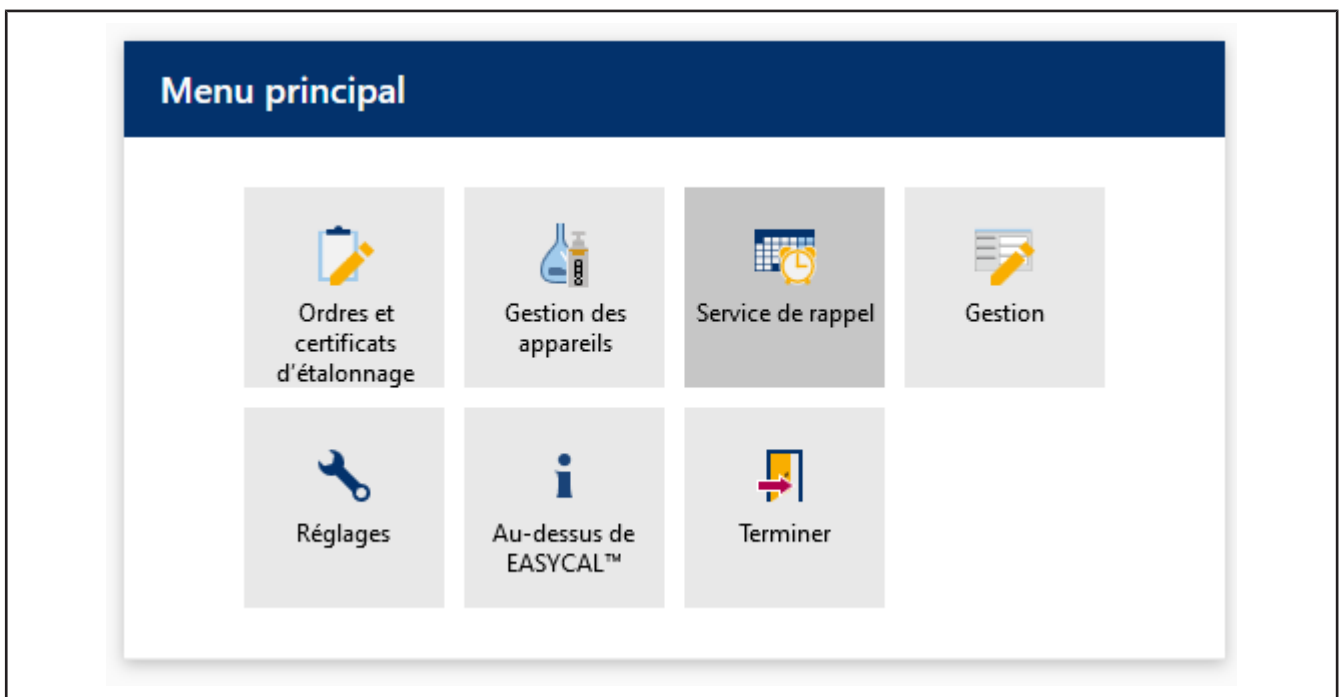 Menu principal
Ordres et
certificats
d'étalonnage
Gestion des
appareils
Service de rappel
Gestion
Réglages
Au-dessus de
EASYCAL™
Terminer